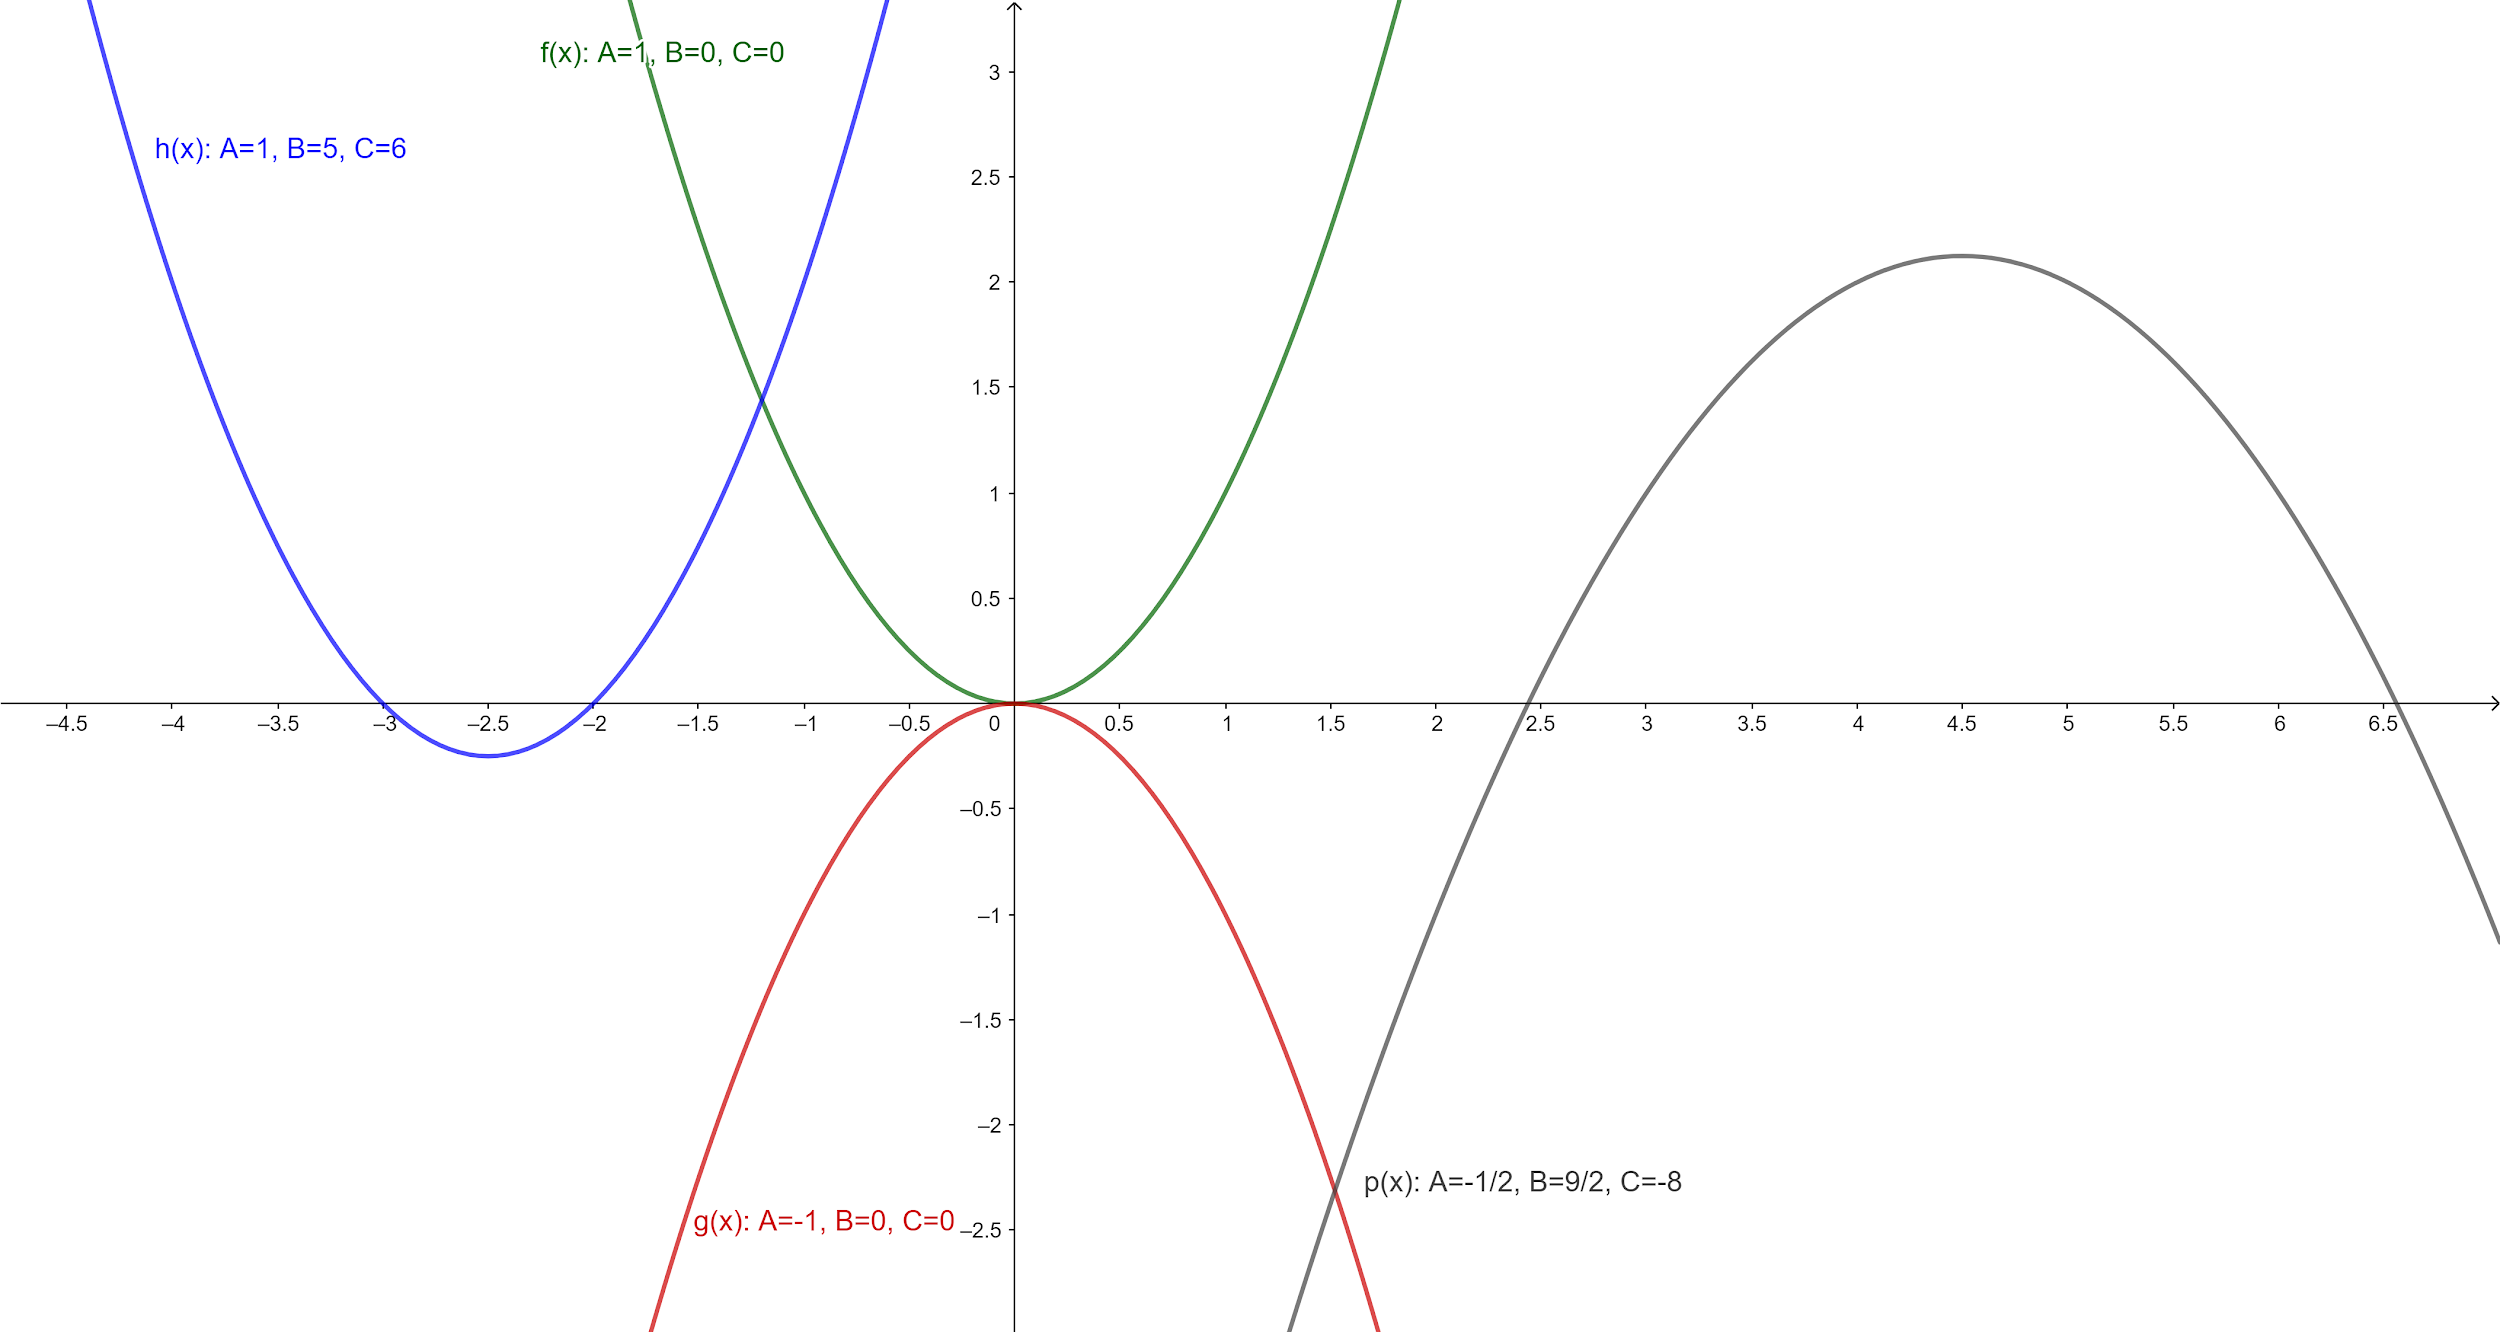 f(x): A=1, B=0, C=0
3
h(x): A=1, B=5, C=6
2.5
2
1.5
1
0.5
–4.5 –4 –3.5 –3 –2.5 –2 –1.5 –1 –0.5 0 0.5 1 1.5 2 2.5 3 3.5 4 4.5 5 5.5 6 6.5
–0.5
–1
–1.5
–2
p(x): A=-1/2, B=9/2, C=-8
g(x): A=-1, B=0, C=0
–2.5